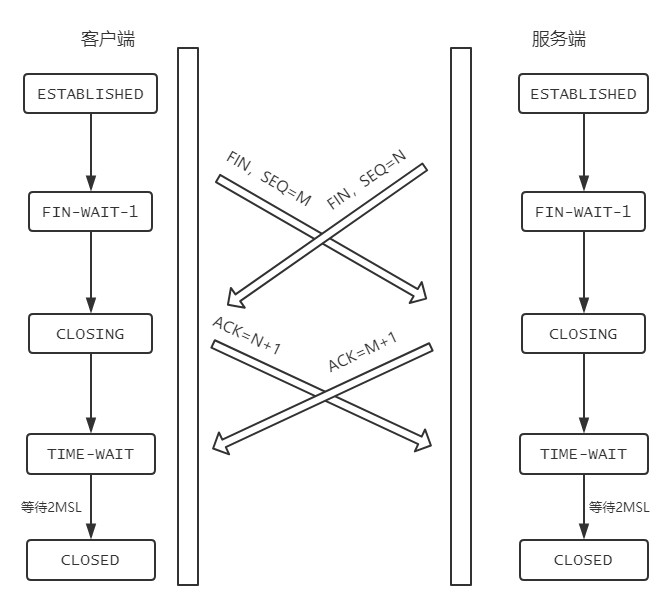 客户端
服务端
ESTABLISHED
ESTABLISHED
FIN，SEQ=M
FIN，SEQ=N
FIN-WAIT-1
FIN-WAIT-1
CLOSING
CLOSING
ACK=N+1
ACK=M+1
TIME-WAIT
TIME-WAIT
等待2MSL
等待2MSL
CLOSED
CLOSED